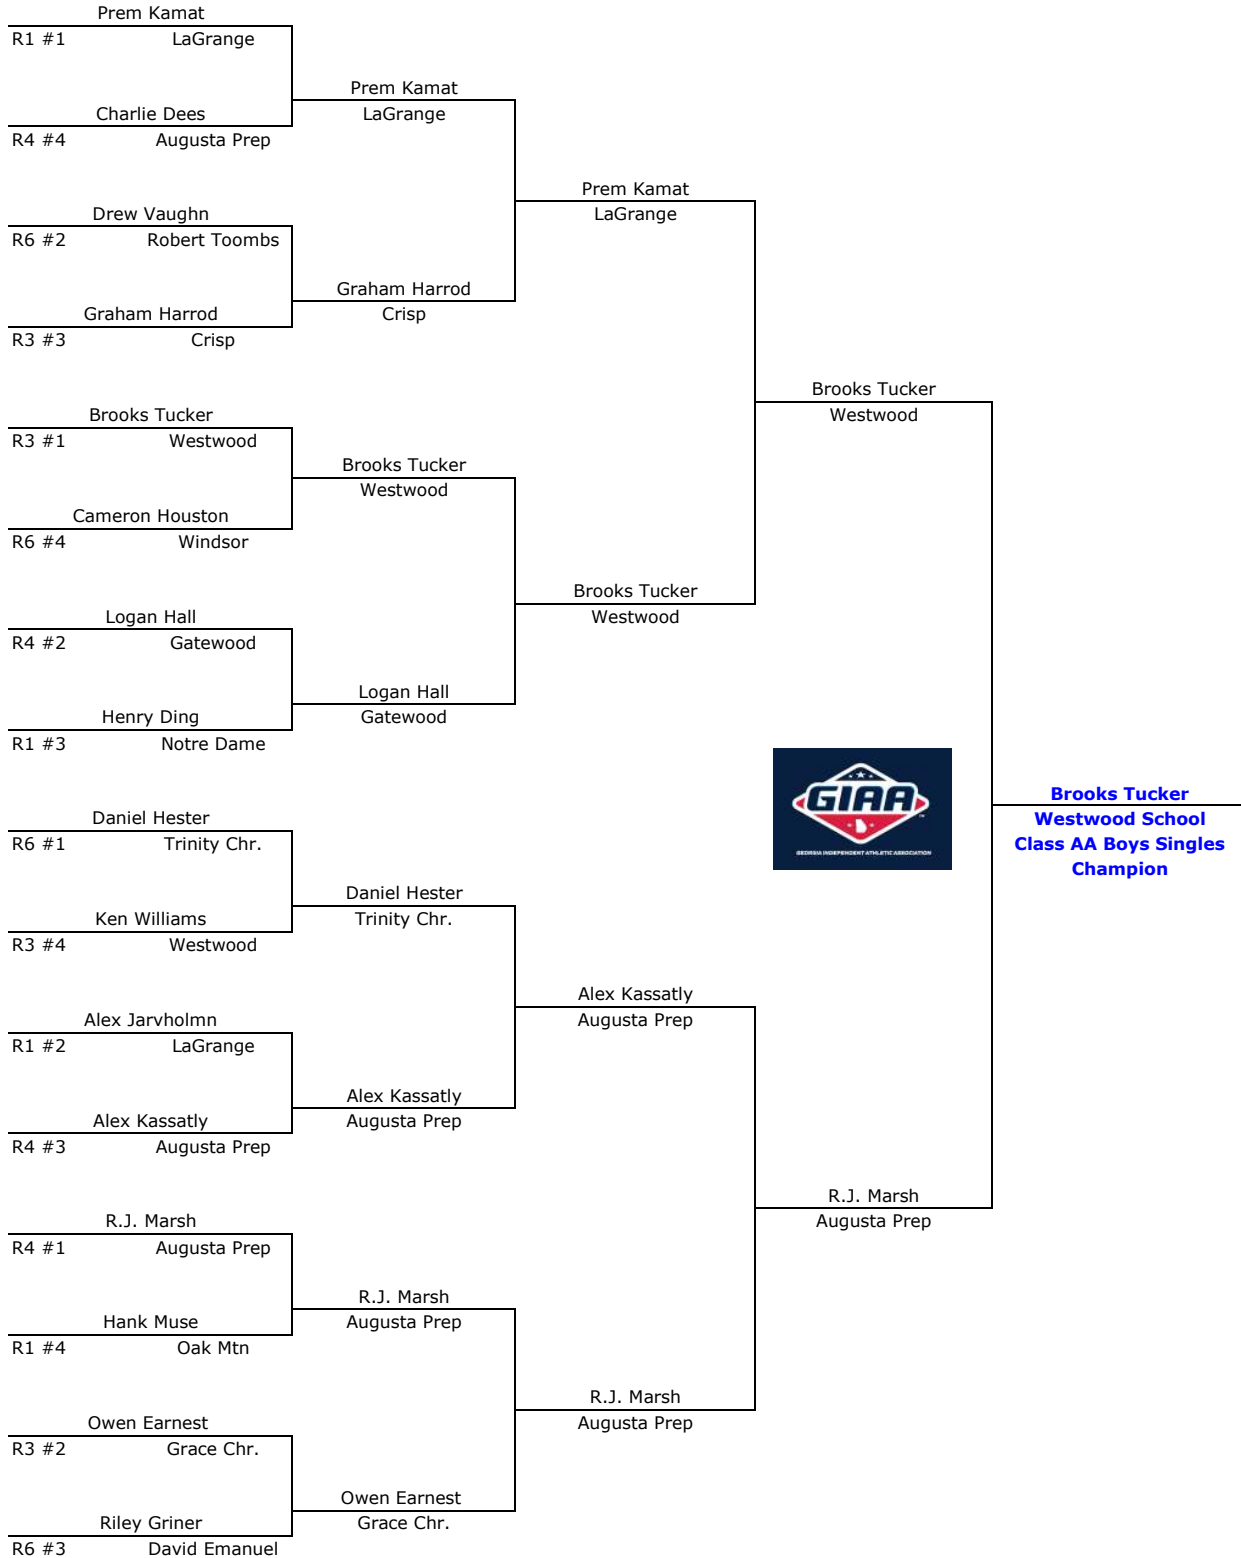 Prem Kamat
R1 #1 LaGrange
Prem Kamat
LaGrange
Charlie Dees
R4 #4 Augusta Prep
Prem Kamat
LaGrange
Drew Vaughn
R6 #2 Robert Toombs
Graham Harrod
Crisp
Graham Harrod
R3 #3 Crisp
Brooks Tucker
Westwood
Brooks Tucker
R3 #1 Westwood
Brooks Tucker
Westwood
Cameron Houston
R6 #4 Windsor
Brooks Tucker
Westwood
Logan Hall
R4 #2 Gatewood
Logan Hall
Gatewood
Henry Ding
R1 #3 Notre Dame
GIAA
GEORGIA INDEPENDENT ATHLETIC ASSOCIATION
Brooks Tucker
Westwood School
Class AA Boys Singles
Champion
Daniel Hester
R6 #1 Trinity Chr.
Daniel Hester
Trinity Chr.
Ken Williams
R3 #4 Westwood
Alex Kassatly
Augusta Prep
Alex Jarvholmn
R1 #2 LaGrange
Alex Kassatly
Augusta Prep
Alex Kassatly
R4 #3 Augusta Prep
R.J. Marsh
Augusta Prep
R.J. Marsh
R4 #1 Augusta Prep
R.J. Marsh
Augusta Prep
Hank Muse
R1 #4 Oak Mtn
R.J. Marsh
Augusta Prep
Owen Earnest
R3 #2 Grace Chr.
Owen Earnest
Grace Chr.
Riley Griner
R6 #3 David Emanuel